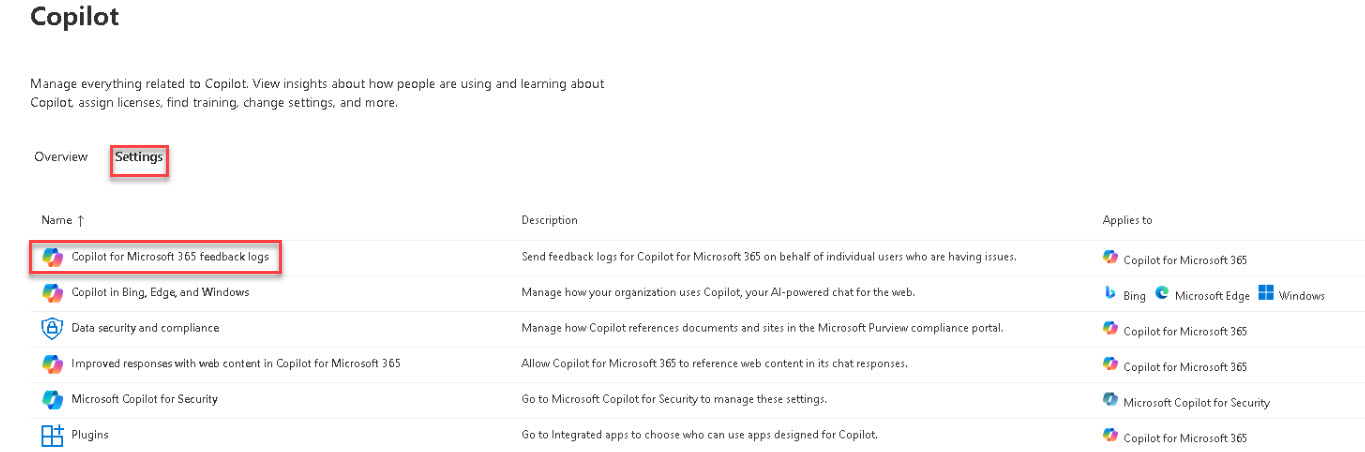 Copilot
Manage everything related to Copilot. View insights about how people are using and learning about
Copilot, assign licenses, find training, change settings, and more.
Overview Settings
Name ↑ Description Applies to
Copilot for Microsoft 365 feedback logs Send feedback logs for Copilot for Microsoft 365 on behalf of individual users who are having issues. Copilot for Microsoft 365
Copilot in Bing, Edge, and Windows Manage how your organization uses Copilot, your AI-powered chat for the web. Bing Microsoft Edge Windows
Data security and compliance Manage how Copilot references documents and sites in the Microsoft Purview compliance portal. Copilot for Microsoft 365
Improved responses with web content in Copilot for Microsoft 365 Allow Copilot for Microsoft 365 to reference web content in its chat responses. Copilot for Microsoft 365
Microsoft Copilot for Security Go to Microsoft Copilot for Security to manage these settings. Microsoft Copilot for Security
Plugins Go to Integrated apps to choose who can use apps designed for Copilot. Copilot for Microsoft 365